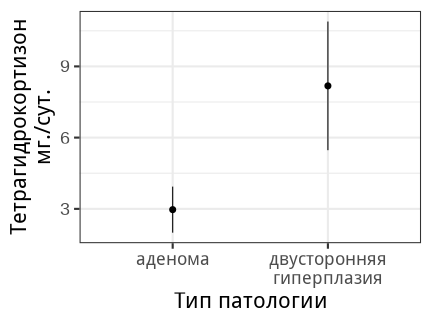 Тетрагидрокортизон
мг./сут.
9
6
3
аденома
двусторонняя
гиперплазия
Тип патологии